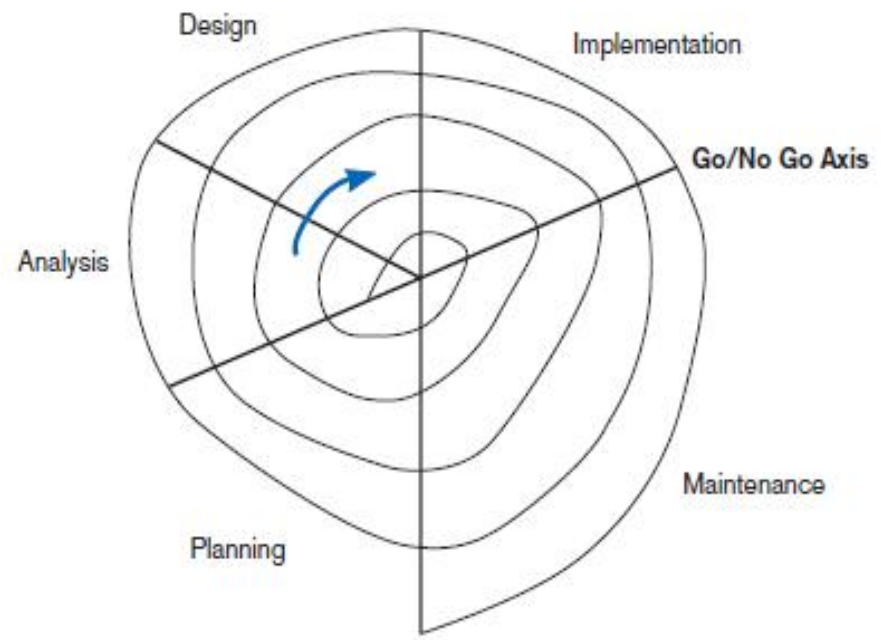 Design
Implementation
Go/No Go Axis
Analysis
Maintenance
Planning